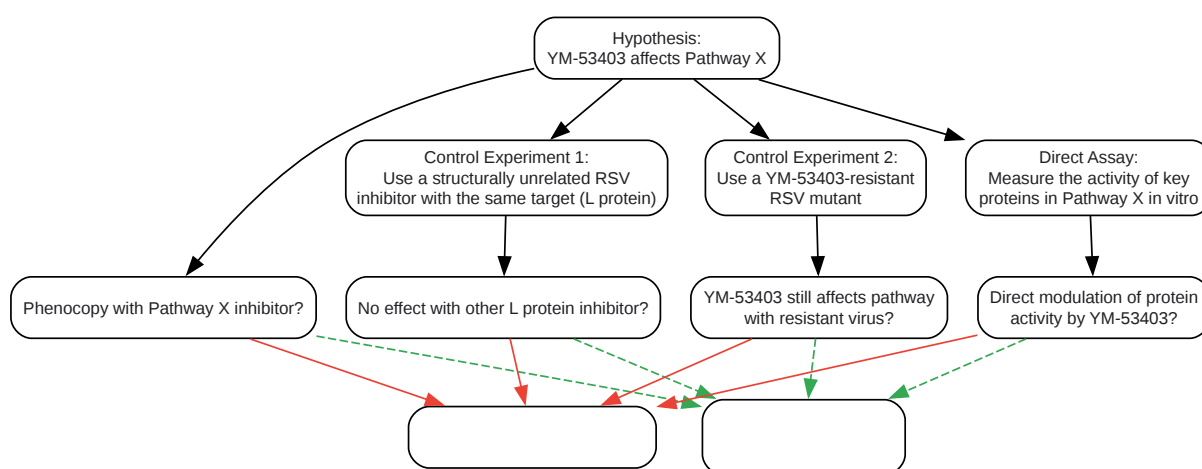 Hypothesis:
YM-53403 affects Pathway X
Control Experiment 1:
Use a structurally unrelated RSV
inhibitor with the same target (L protein)
Control Experiment 2:
Use a YM-53403-resistant
RSV mutant
Direct Assay:
Measure the activity of key
proteins in Pathway X in vitro
Phenocopy with Pathway X inhibitor?
No effect with other L protein inhibitor?
YM-53403 still affects pathway
with resistant virus?
Direct modulation of protein
activity by YM-53403?